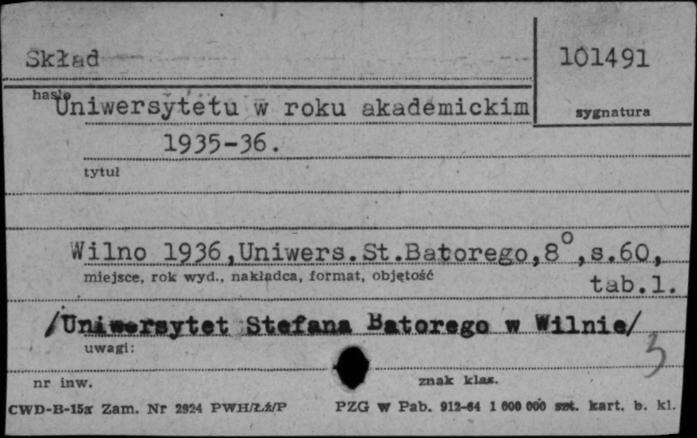 Skład
101491
hasło
Uniwersytetu w roku akademickim
sygnatura
1935-36.
tytuł
Wilno 1936,Uniwers.St.Batorego,8°,s.60,
miejsce, rok wyd., nakładca, format, objętość
tab.1.
/Uniwersytet Stefana Batorego w Wilnie/
uwagi:
3
nr inw.
znak klas.
CWD-B-15a Zam. Nr 2924 PWH/Łż/P
PZG w Pab. 912-64 1 000 000 szt. kart. b. kl.